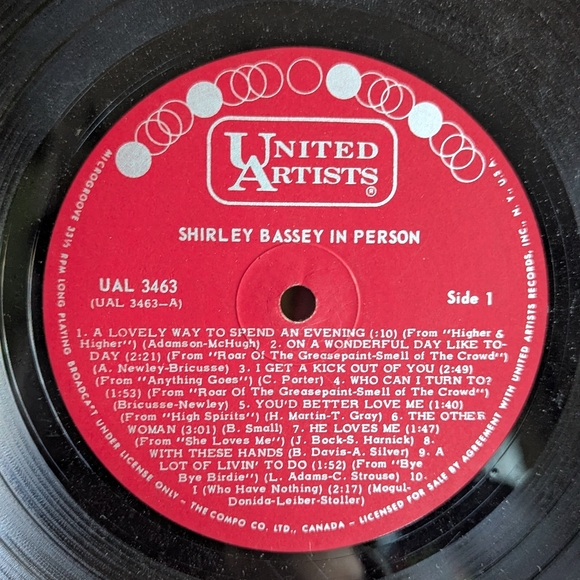 UNITED
ARTISTS®
SHIRLEY BASSEY IN PERSON
UAL 3463
(UAL 3463—A)
Side 1
1. A LOVELY WAY TO SPEND AN EVENING (:10) (From "Higher &
Higher") (Adamson-McHugh) 2. ON A WONDERFUL DAY LIKE TO-
DAY (2:21) (From "Roar Of The Greasepaint-Smell of The Crowd")
(A. Newley-Bricusse) 3. I GET A KICK OUT OF YOU (2:49)
(From "Anything Goes") (C. Porter) 4. WHO CAN I TURN TO?
(1:53) (From "Roar Of The Greasepaint-Smell of The Crowd")
(Bricusse-Newley) 5. YOU'D BETTER LOVE ME (1:40)
(From "High Spirits") (H. Martin-T. Gray) 6. THE OTHER
WOMAN (3:01) (B. Small) 7. HE LOVES ME (1:47)
(From "She Loves Me") (J. Bock-S. Harnick) 8.
WITH THESE HANDS (B. Davis-A. Silver) 9. A
LOT OF LIVIN' TO DO (1:52) (From "Bye
Bye Birdie") (L. Adams-C. Strouse) 10.
I (Who Have Nothing) (2:17) (Mogul-
Donida-Leiber-Stoller)
MICROGROOVE 33⅓ RPM LONG PLAYING BROADCAST UNDER LICENSE ONLY - THE COMPO CO. LTD., CANADA - LICENSED FOR SALE BY AGREEMENT WITH UNITED ARTISTS RECORDS, INC., N. Y., U.S.A.